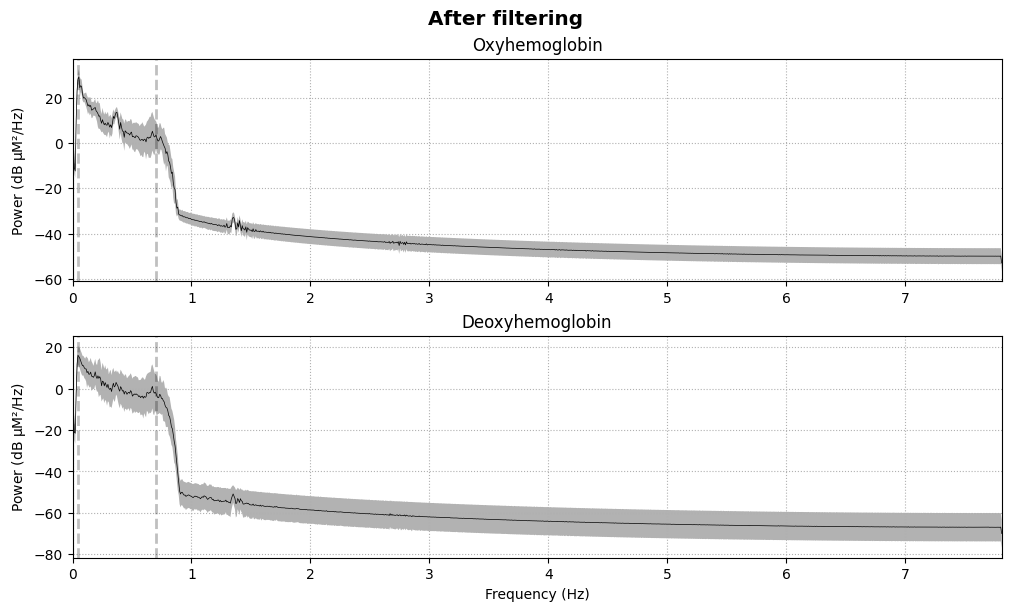 After filtering
Oxyhemoglobin
Power (dB µM²/Hz)
20
0
−20
−40
−60
0 1 2 3 4 5 6 7
Deoxyhemoglobin
Power (dB µM²/Hz)
20
0
−20
−40
−60
−80
0 1 2 3 4 5 6 7
Frequency (Hz)